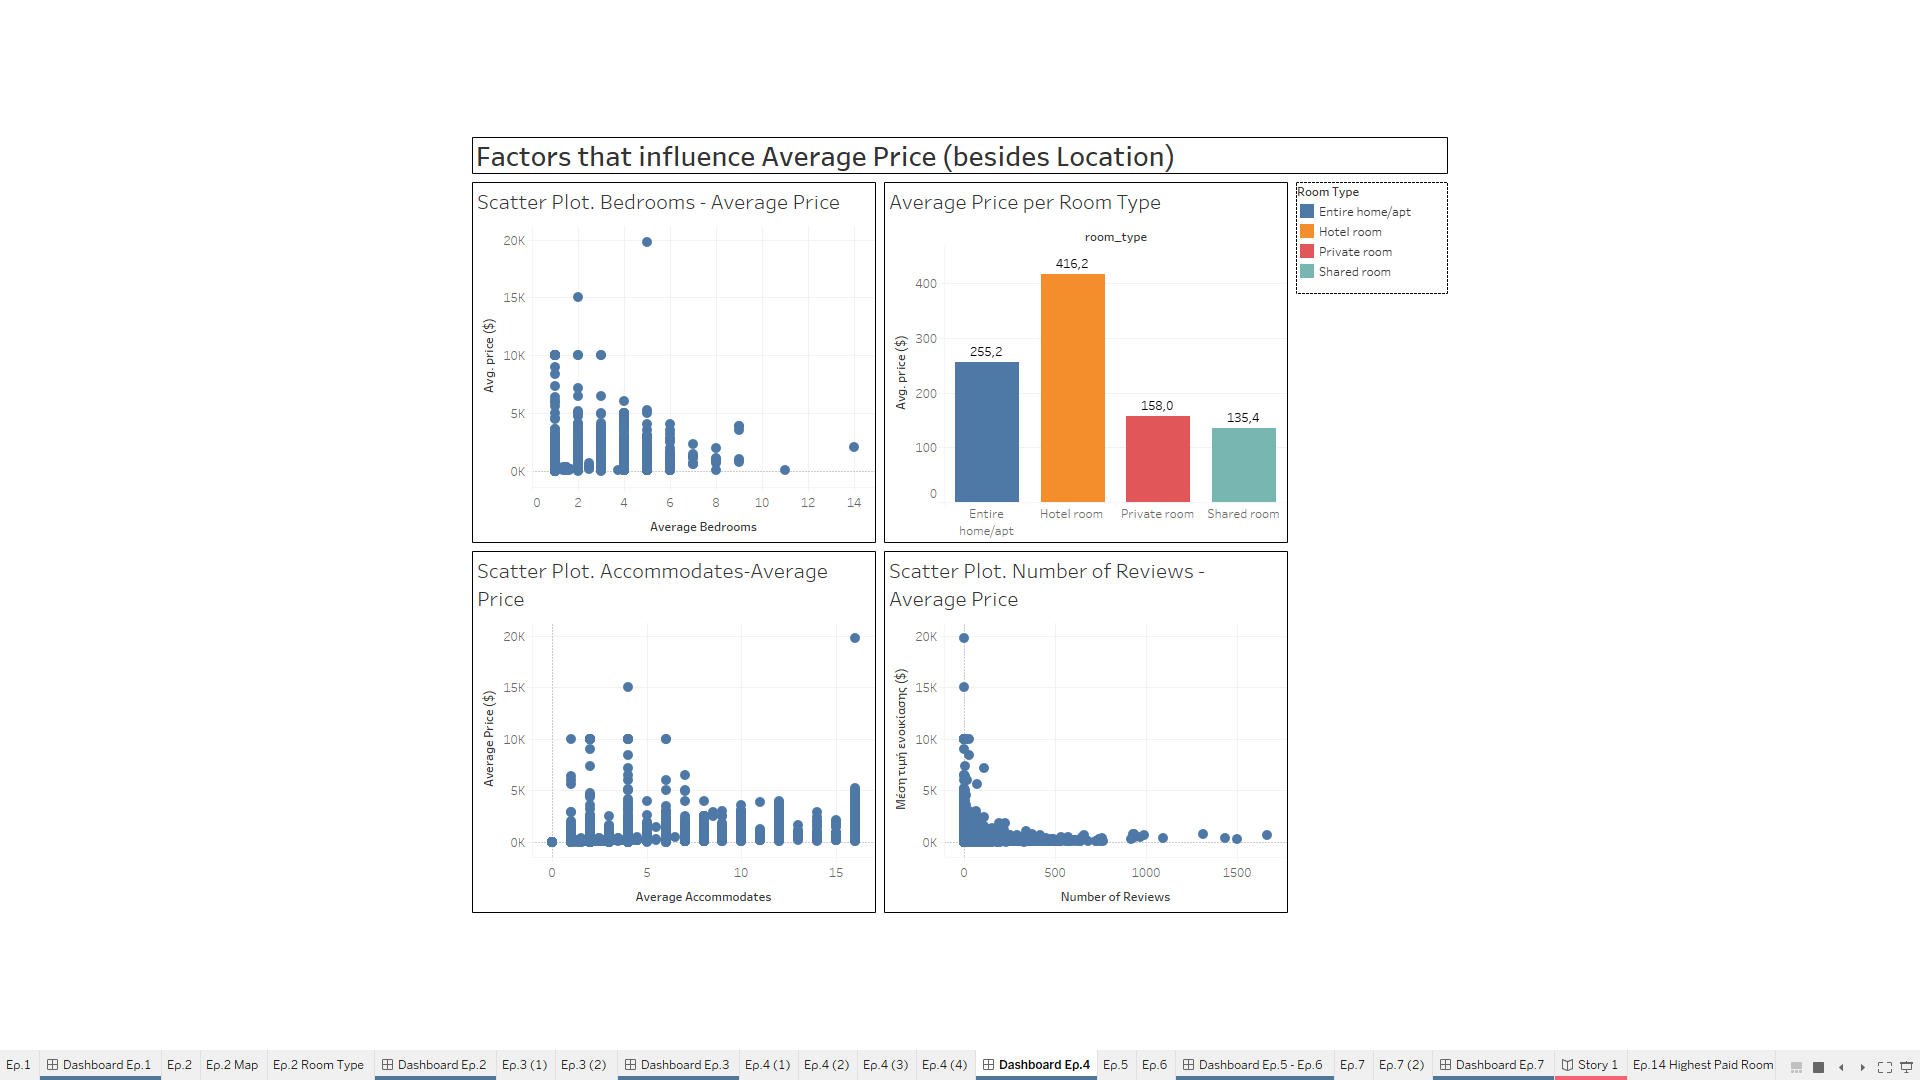 Factors that influence Average Price (besides Location)
Scatter Plot. Bedrooms - Average Price
20K
15K
10K
5K
0K
Avg. price ($)
0 2 4 6 8 10 12 14
Average Bedrooms
Average Price per Room Type
room_type
400
300
200
100
0
Avg. price ($)
255,2
416,2
158,0
135,4
Entire
home/apt
Hotel room
Private room
Shared room
Room Type
Entire home/apt
Hotel room
Private room
Shared room
Scatter Plot. Accommodates-Average
Price
20K
15K
10K
5K
0K
Average Price ($)
0 5 10 15
Average Accommodates
Scatter Plot. Number of Reviews -
Average Price
20K
15K
10K
5K
0K
Μέση τιμή ενοικίασης ($)
0 500 1000 1500
Number of Reviews
Ep.1 Dashboard Ep.1 Ep.2 Ep.2 Map Ep.2 Room Type Dashboard Ep.2 Ep.3 (1) Ep.3 (2) Dashboard Ep.3 Ep.4 (1) Ep.4 (2) Ep.4 (3) Ep.4 (4) Dashboard Ep.4 Ep.5 Ep.6 Dashboard Ep.5 - Ep.6 Ep.7 Ep.7 (2) Dashboard Ep.7 Story 1 Ep.14 Highest Paid Room